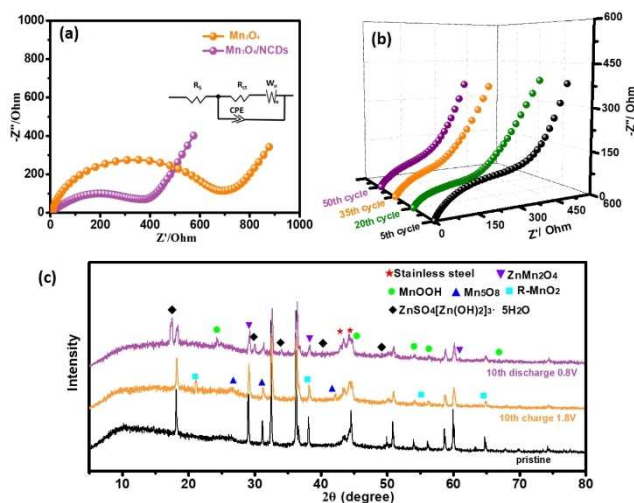 (a)
Mn₃O₄
Mn₃O₄/NCDs
Rs
Rct
Wo
CPE
-Z''/Ohm
1000
800
600
400
200
0
0 200 400 600 800 1000
Z'/Ohm
(b)
600
450
300
150
0
-Z''/ Ohm
50th cycle
35th cycle
20th cycle
5th cycle
0 150 300 450 600
Z'/ Ohm
(c)
★Stainless steel ▼ZnMn2O4
●MnOOH ▲Mn5O8 ■R-MnO2
◆ZnSO4[Zn(OH)2]3· 5H2O
10th discharge 0.8V
10th charge 1.8V
pristine
Intensity
5 10 20 30 40 50 60 70 80
2θ (degree)